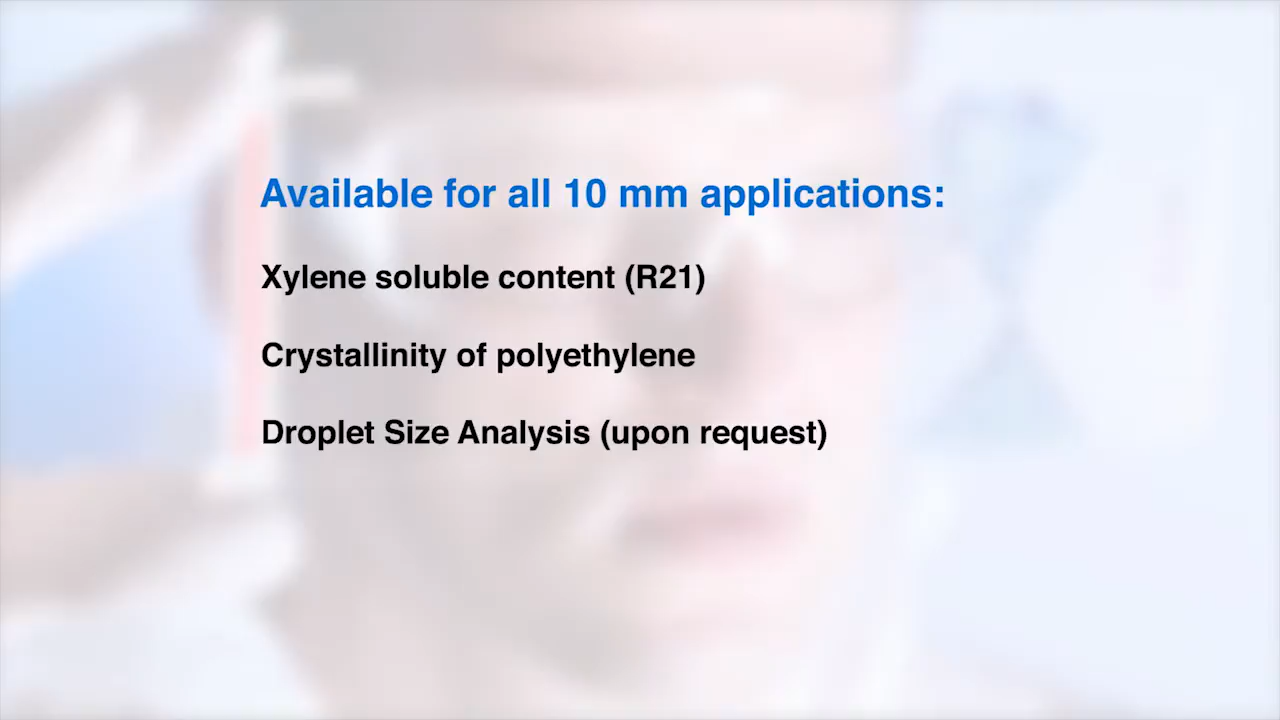 Available for all 10 mm applications:
Xylene soluble content (R21)
Crystallinity of polyethylene
Droplet Size Analysis (upon request)